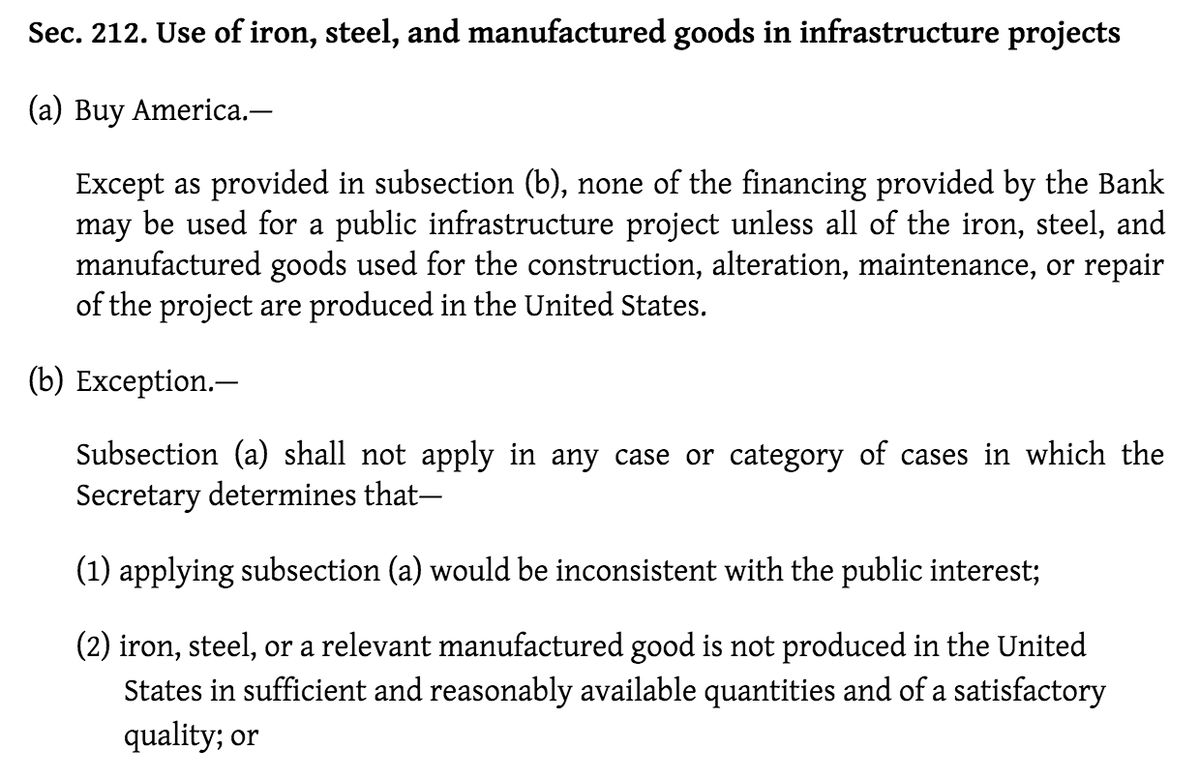 Sec. 212. Use of iron, steel, and manufactured goods in infrastructure projects
(a) Buy America.—
Except as provided in subsection (b), none of the financing provided by the Bank
may be used for a public infrastructure project unless all of the iron, steel, and
manufactured goods used for the construction, alteration, maintenance, or repair
of the project are produced in the United States.
(b) Exception.—
Subsection (a) shall not apply in any case or category of cases in which the
Secretary determines that—
(1) applying subsection (a) would be inconsistent with the public interest;
(2) iron, steel, or a relevant manufactured good is not produced in the United
States in sufficient and reasonably available quantities and of a satisfactory
quality; or